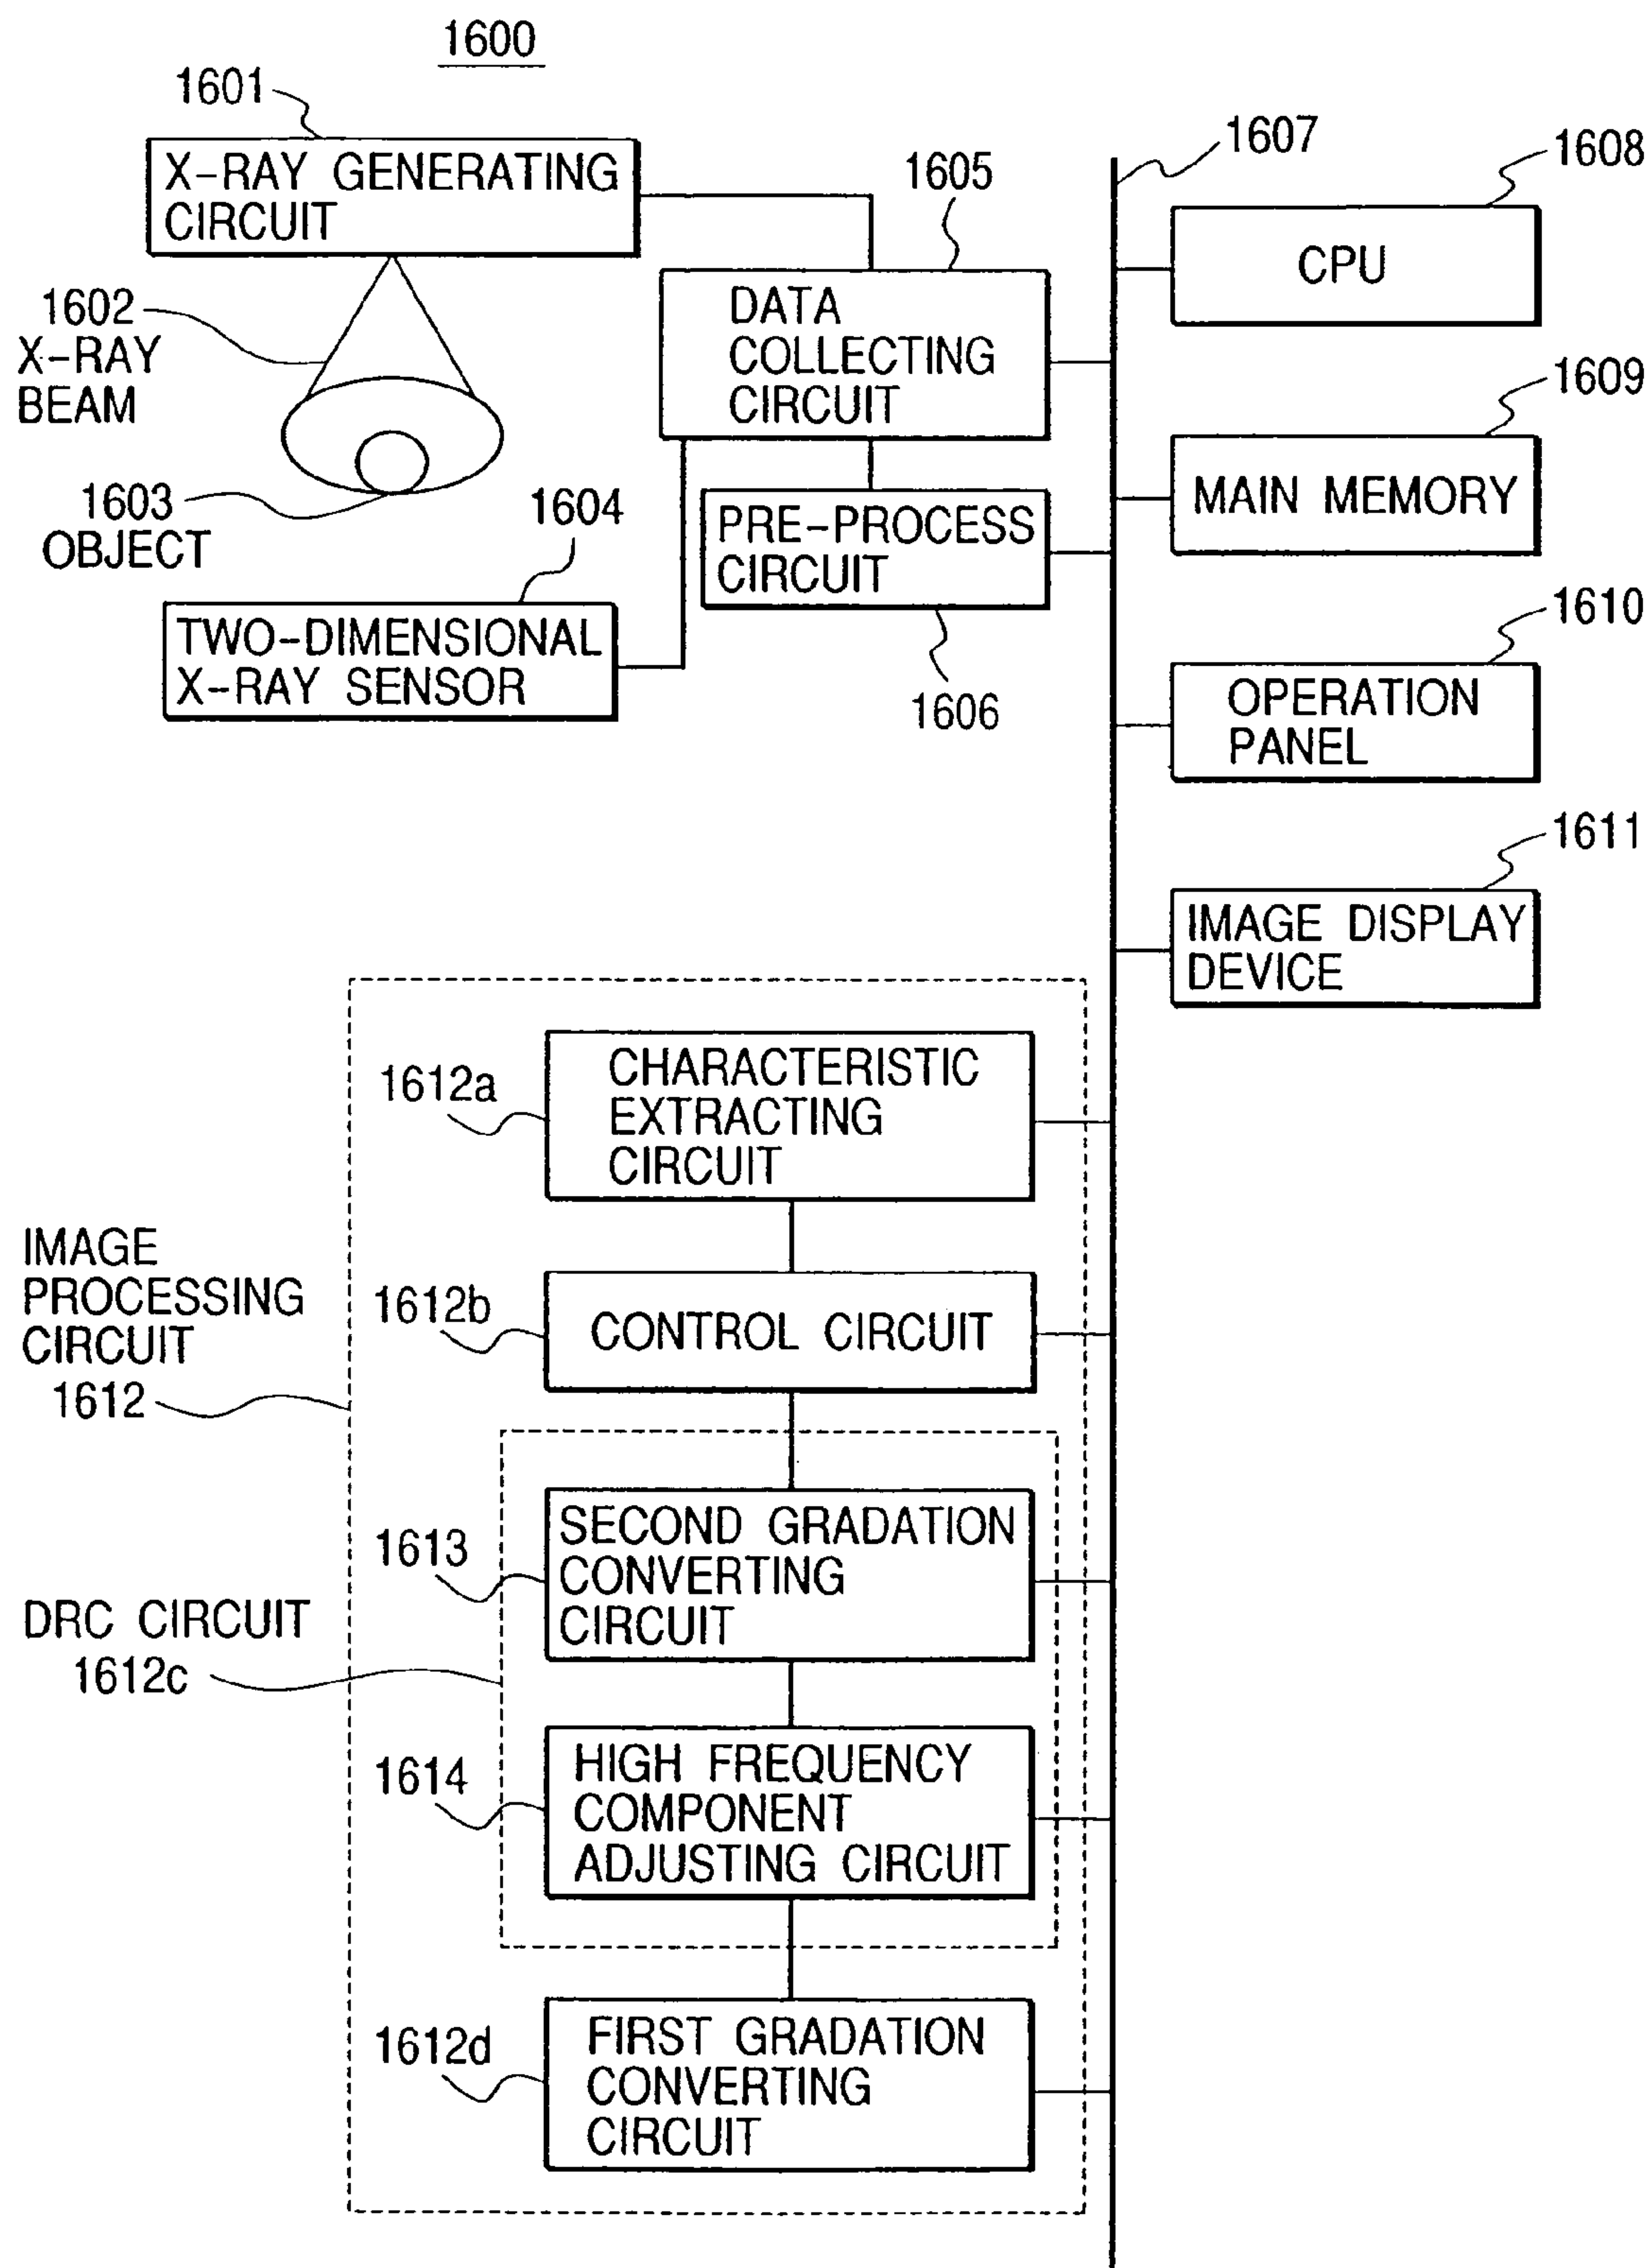 1600
1601
X-RAY GENERATING
CIRCUIT
1602
X-RAY
BEAM
1603
OBJECT
1604
TWO-DIMENSIONAL
X-RAY SENSOR
1605
DATA
COLLECTING
CIRCUIT
PRE-PROCESS
CIRCUIT
1606
1607
1608
CPU
1609
MAIN MEMORY
1610
OPERATION
PANEL
1611
IMAGE DISPLAY
DEVICE
IMAGE
PROCESSING
CIRCUIT
1612
1612a
CHARACTERISTIC
EXTRACTING
CIRCUIT
1612b
CONTROL CIRCUIT
DRC CIRCUIT
1612c
1613
SECOND GRADATION
CONVERTING
CIRCUIT
1614
HIGH FREQUENCY
COMPONENT
ADJUSTING CIRCUIT
1612d
FIRST GRADATION
CONVERTING
CIRCUIT